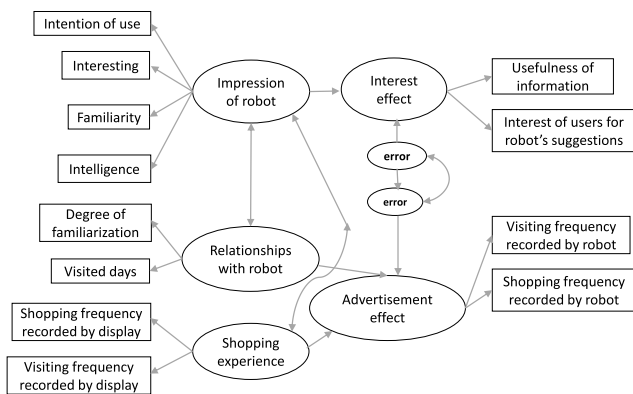 Intention of use
Interesting
Familiarity
Intelligence
Degree of
familiarization
Visited days
Shopping frequency
recorded by display
Visiting frequency
recorded by display
Impression
of robot
Relationships
with robot
Shopping
experience
Interest
effect
error
error
Advertisement
effect
Usefulness of
information
Interest of users for
robot's suggestions
Visiting frequency
recorded by robot
Shopping frequency
recorded by robot